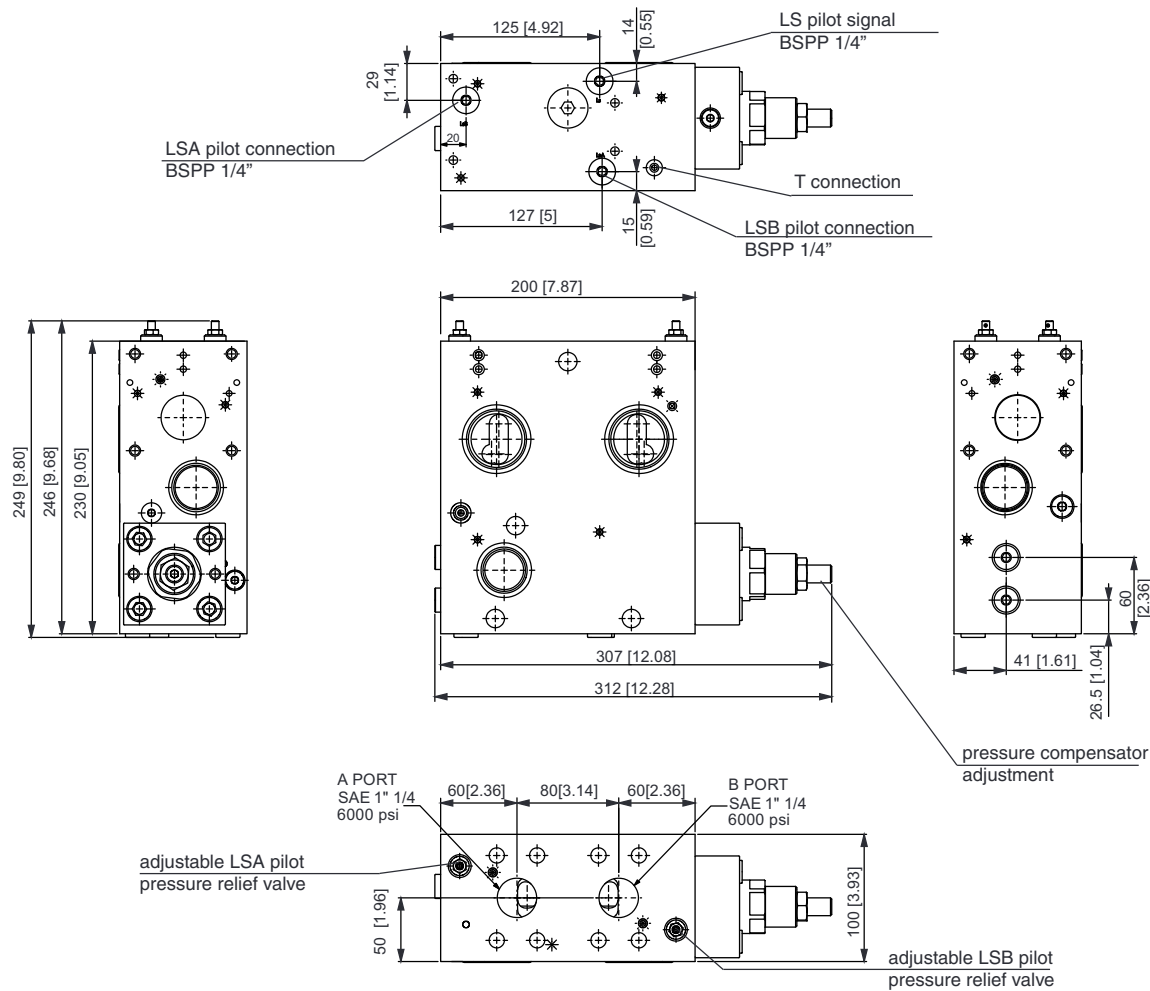 125 [4.92]
14
[0.55]
LS pilot signal
BSPP 1/4”
29
[1.14]
20
LSA pilot connection
BSPP 1/4”
T connection
127 [5]
15
[0.59]
LSB pilot connection
BSPP 1/4”
200 [7.87]
249 [9.80]
246 [9.68]
230 [9.05]
60
[2.36]
41 [1.61]
26.5 [1.04]
307 [12.08]
312 [12.28]
pressure compensator
adjustment
A PORT
SAE 1" 1/4
6000 psi
60[2.36]
80[3.14]
60[2.36]
B PORT
SAE 1" 1/4
6000 psi
adjustable LSA pilot
pressure relief valve
50 [1.96]
100 [3.93]
adjustable LSB pilot
pressure relief valve